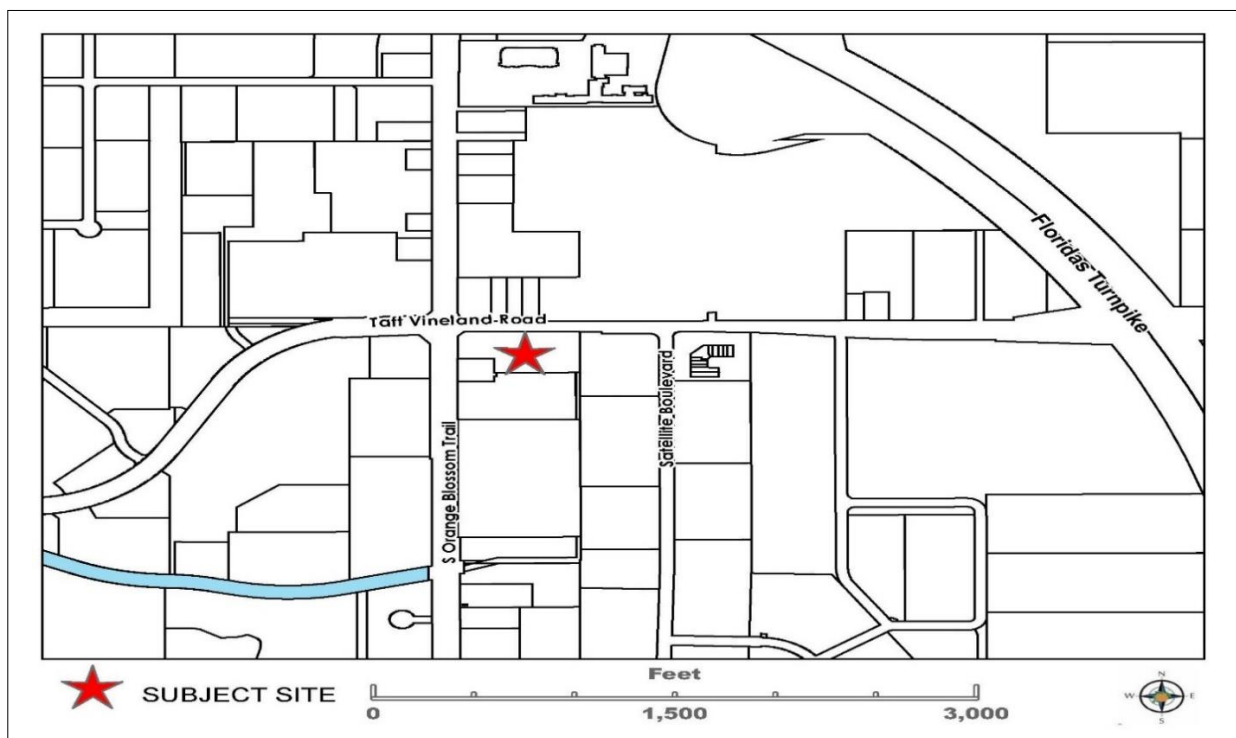 Floridas Turnpike
Taft Vineland Road
Satellite Boulevard
S Orange Blossom Trail
SUBJECT SITE
Feet
0
1,500
3,000
N
W
E
S